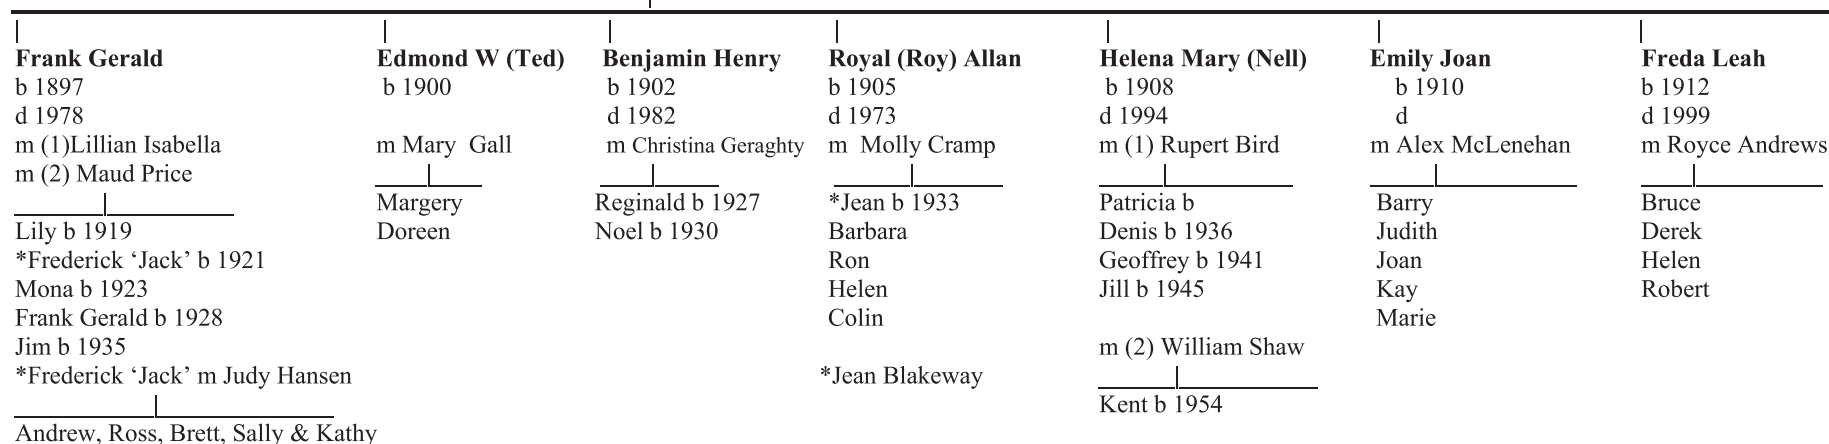 Frank Gerald
b 1897
d 1978
m (1)Lillian Isabella
m (2) Maud Price
Lily b 1919
*Frederick ‘Jack’ b 1921
Mona b 1923
Frank Gerald b 1928
Jim b 1935
*Frederick ‘Jack’ m Judy Hansen
Andrew, Ross, Brett, Sally & Kathy
Edmond W (Ted)
b 1900
m Mary Gall
Margery
Doreen
Benjamin Henry
b 1902
d 1982
m Christina Geraghty
Reginald b 1927
Noel b 1930
Royal (Roy) Allan
b 1905
d 1973
m Molly Cramp
*Jean b 1933
Barbara
Ron
Helen
Colin
*Jean Blakeway
Helena Mary (Nell)
b 1908
d 1994
m (1) Rupert Bird
Patricia b
Denis b 1936
Geoffrey b 1941
Jill b 1945
m (2) William Shaw
Kent b 1954
Emily Joan
b 1910
d
m Alex McLenehan
Barry
Judith
Joan
Kay
Marie
Freda Leah
b 1912
d 1999
m Royce Andrews
Bruce
Derek
Helen
Robert